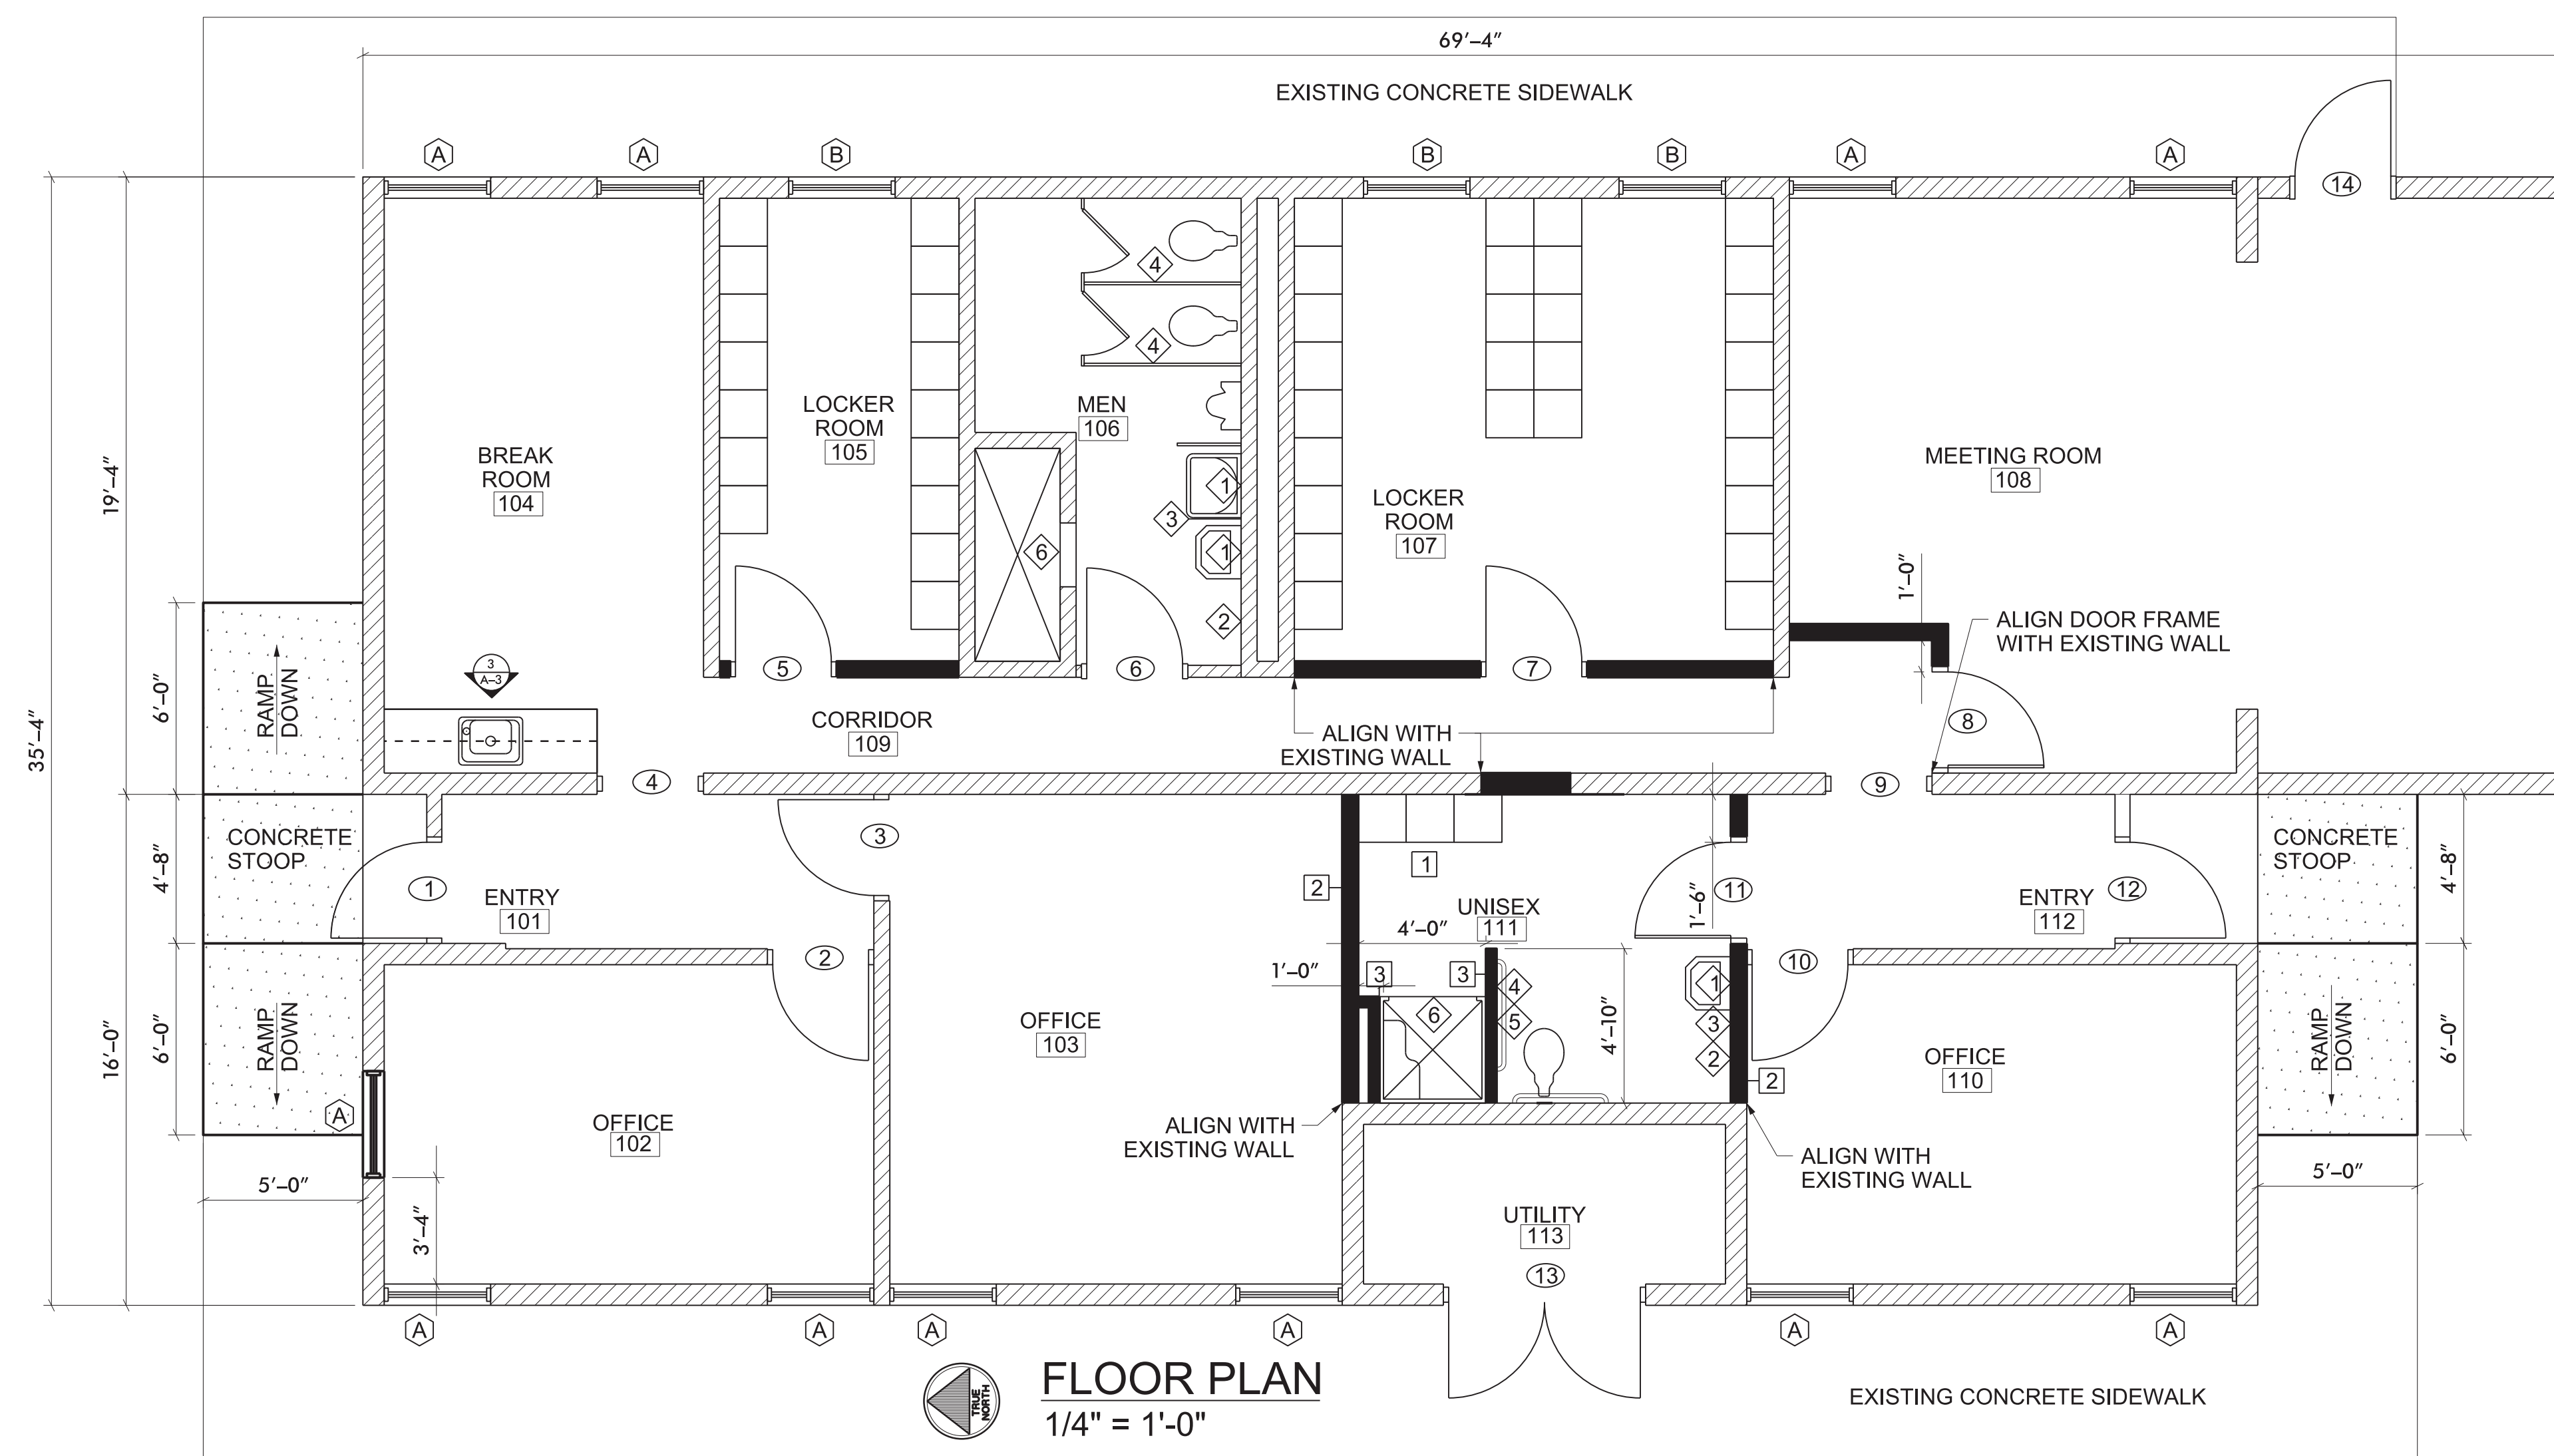 69'–4"
EXISTING CONCRETE SIDEWALK
A
A
B
B
B
A
A
14
4
4
LOCKER
ROOM
105
MEN
106
BREAK
ROOM
104
MEETING ROOM
108
19'–4"
1
3
1
6
2
LOCKER
ROOM
107
1'–0"
ALIGN DOOR FRAME
WITH EXISTING WALL
3
A–3
5
6
7
6'–0"
RAMP
DOWN
CORRIDOR
109
ALIGN WITH
EXISTING WALL
8
35'–4"
4
9
CONCRETE
STOOP
4'–8"
1
ENTRY
101
3
2
1
2
UNISEX
111
4'–0"
11
1'–6"
ENTRY
112
12
CONCRETE
STOOP
4'–8"
16'–0"
6'–0"
RAMP
DOWN
1'–0"
3
3
6
4
5
4'–10"
1
3
2
2
10
OFFICE
103
OFFICE
110
RAMP
DOWN
6'–0"
A
OFFICE
102
ALIGN WITH
EXISTING WALL
ALIGN WITH
EXISTING WALL
5'–0"
3'–4"
UTILITY
113
13
5'–0"
A
A
A
A
A
A
TRUE
NORTH
FLOOR PLAN
1/4" = 1'-0"
EXISTING CONCRETE SIDEWALK